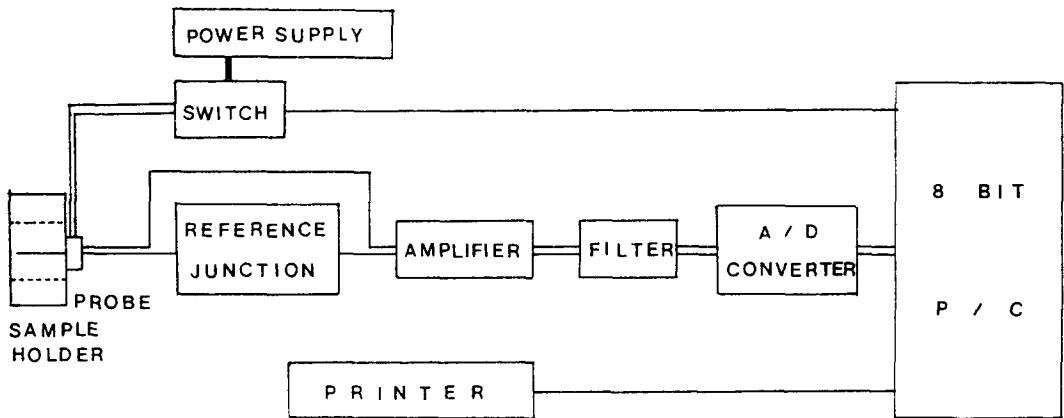 POWER SUPPLY
SWITCH
8 BIT
P / C
REFERENCE
JUNCTION
AMPLIFIER
FILTER
A / D
CONVERTER
PROBE
SAMPLE
HOLDER
PRINTER